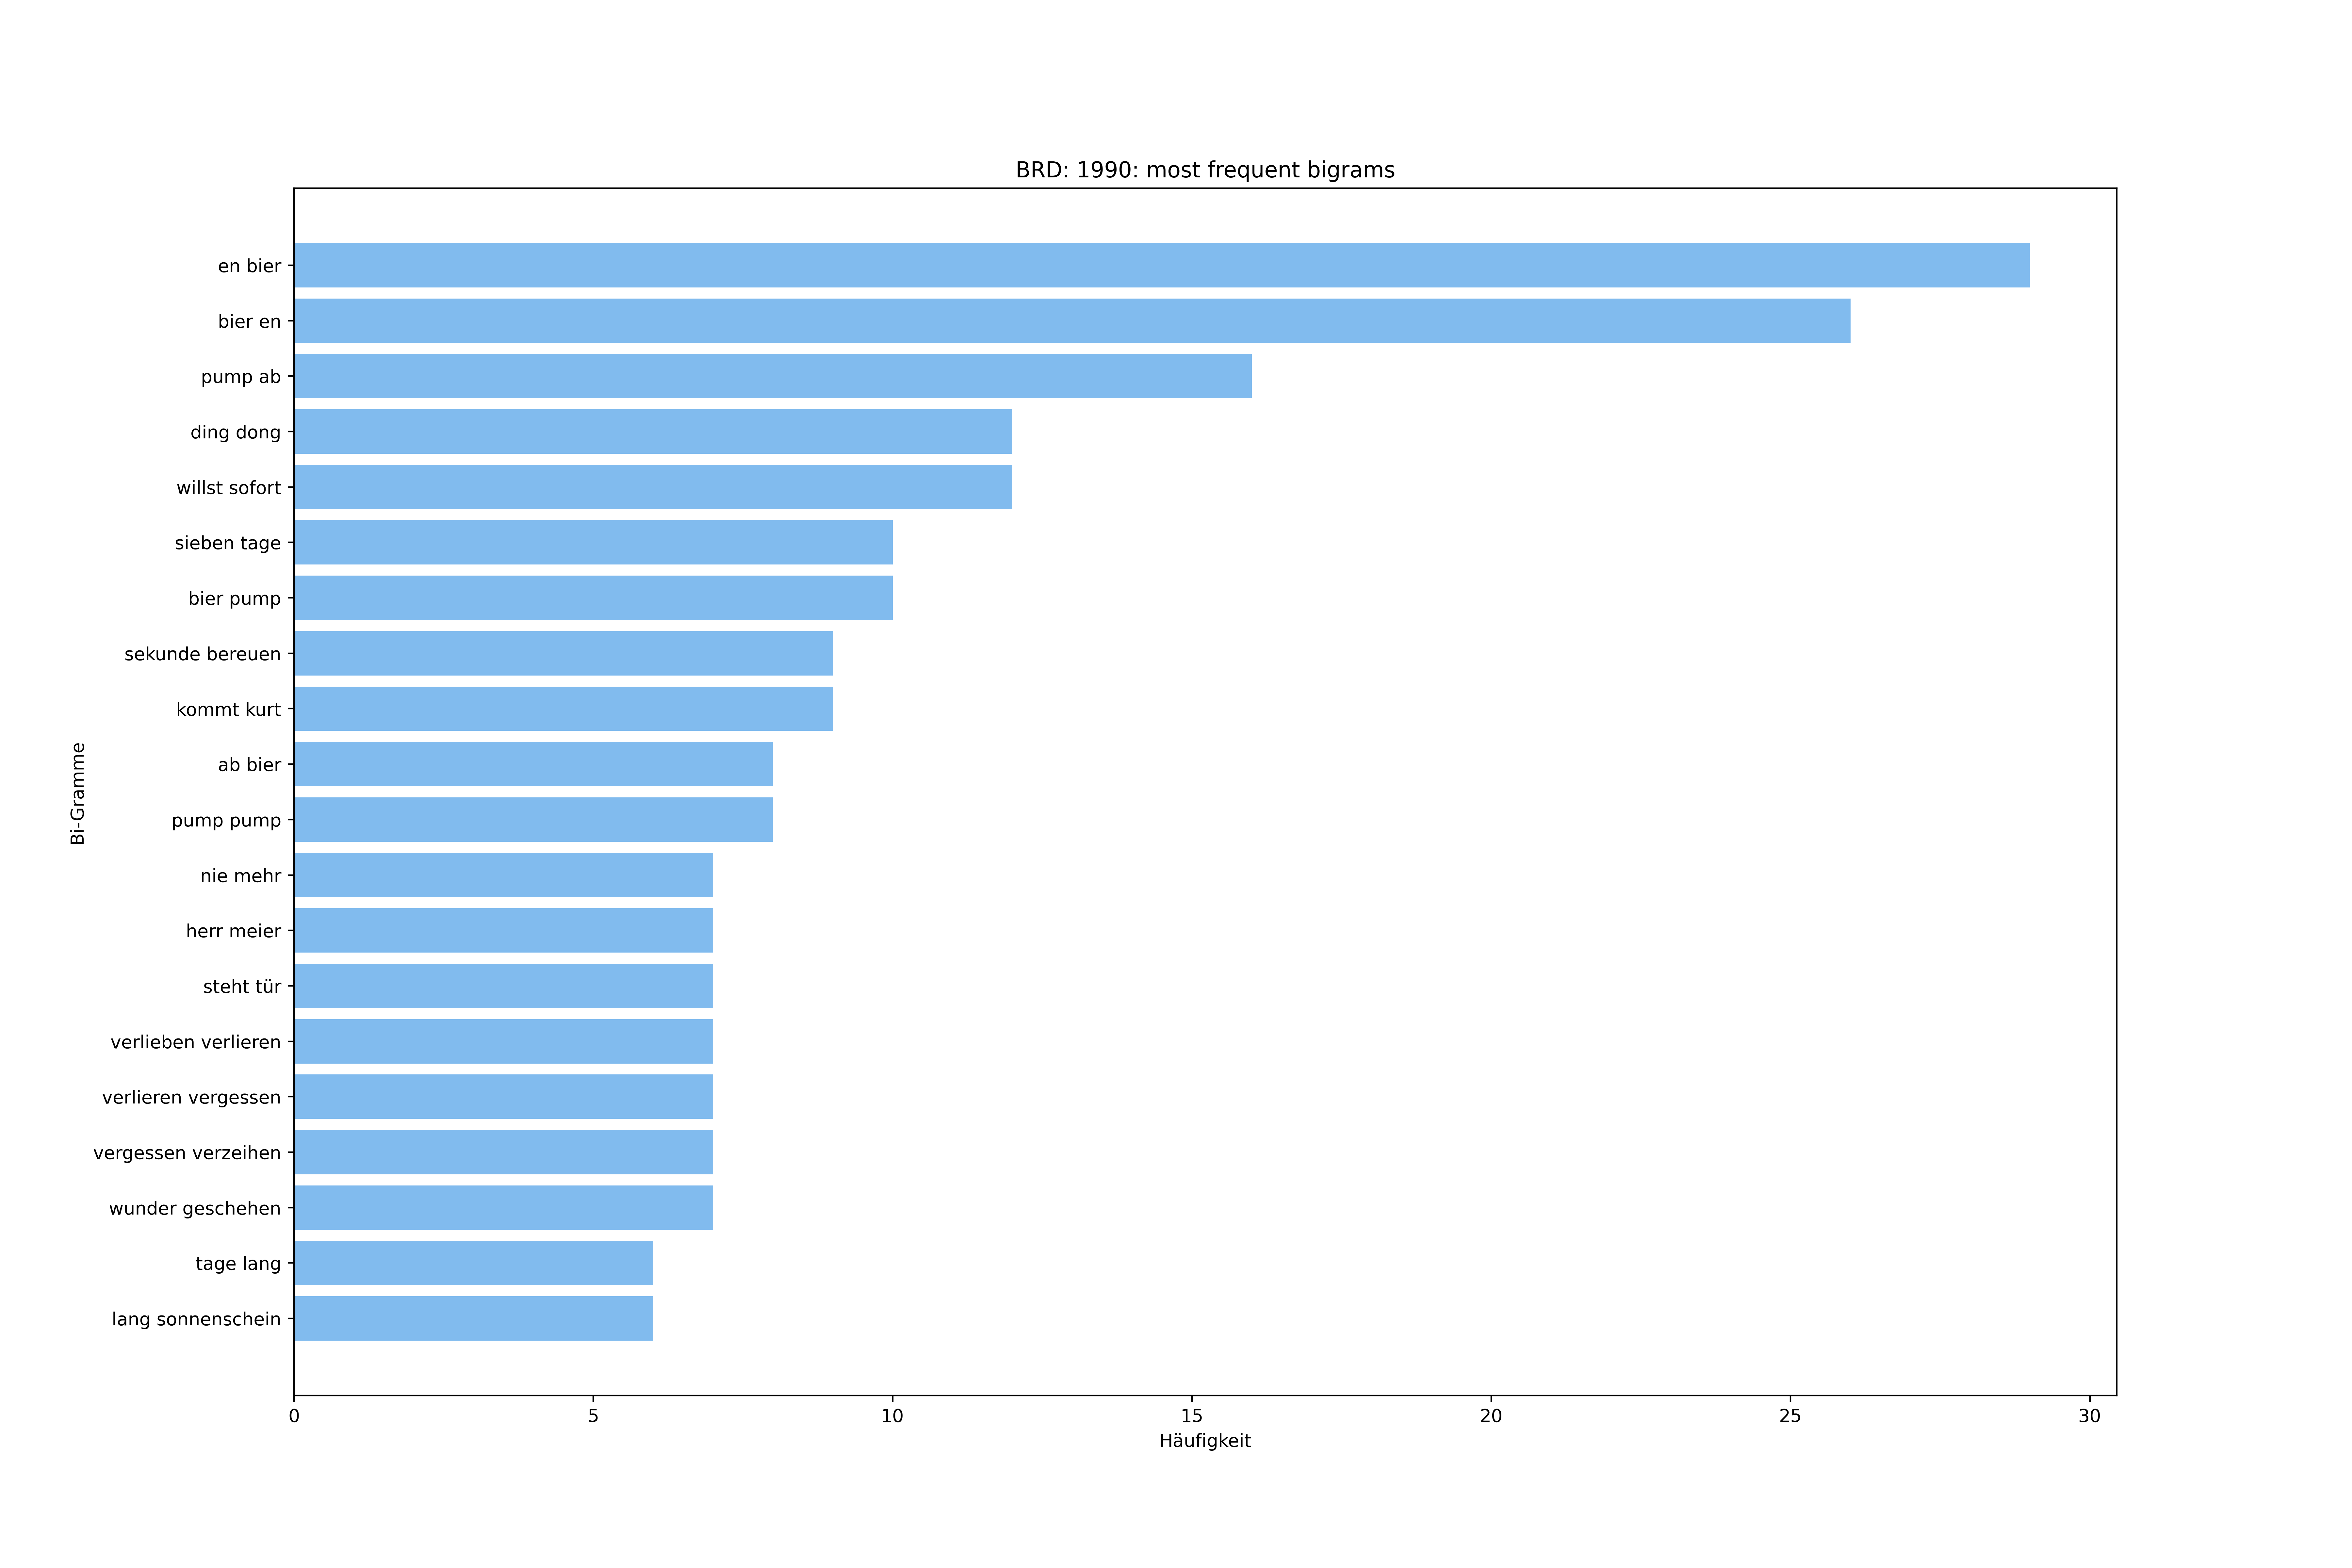 BRD: 1990: most frequent bigrams
en bier
bier en
pump ab
ding dong
willst sofort
sieben tage
bier pump
sekunde bereuen
kommt kurt
ab bier
pump pump
nie mehr
herr meier
steht tür
verlieben verlieren
verlieren vergessen
vergessen verzeihen
wunder geschehen
tage lang
lang sonnenschein
Bi-Gramme
0 5 10 15 20 25 30
Häufigkeit